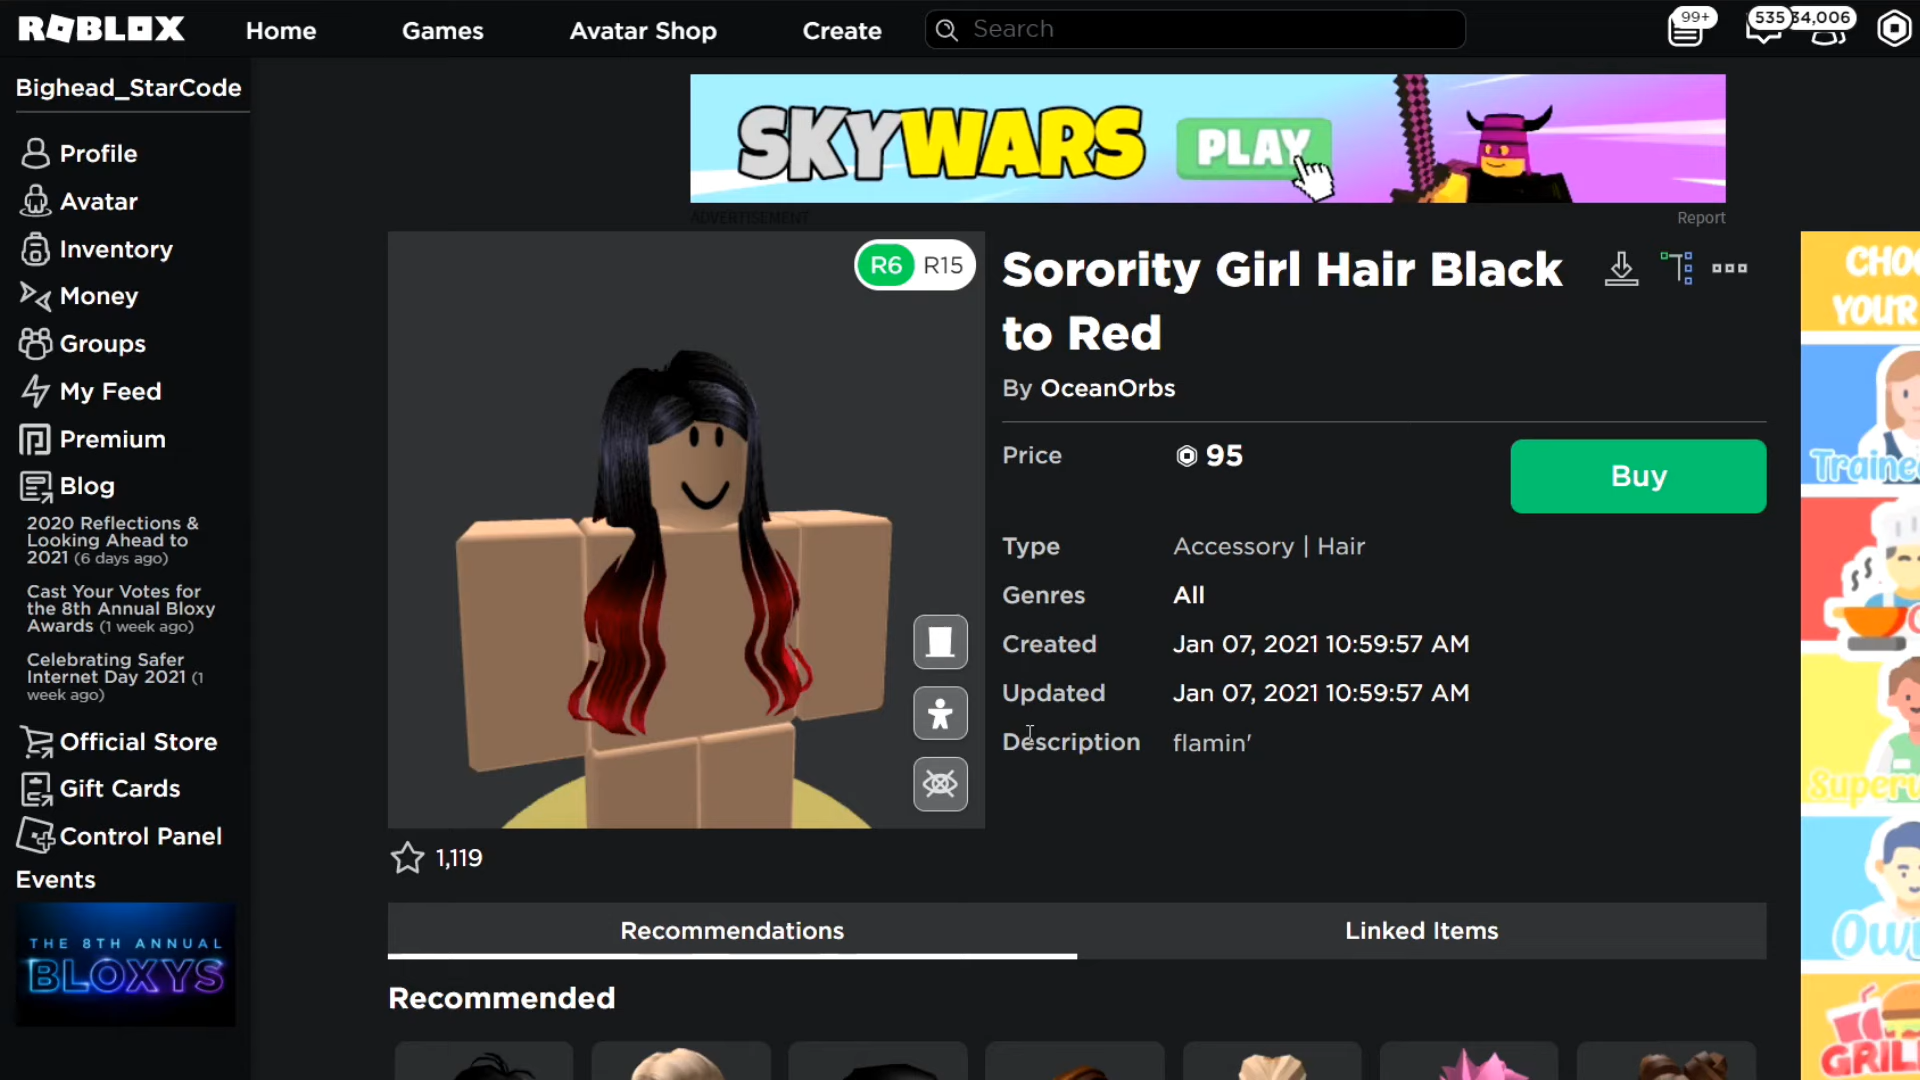 ROBLOX
Home
Games
Avatar Shop
Create
Search
99+
535
34,006
Bighead_StarCode
Profile
Avatar
Inventory
Money
Groups
My Feed
Premium
Blog
2020 Reflections &
Looking Ahead to
2021 (6 days ago)
Cast Your Votes for
the 8th Annual Bloxy
Awards (1 week ago)
Celebrating Safer
Internet Day 2021 (1
week ago)
Official Store
Gift Cards
Control Panel
Events
THE 8TH ANNUAL
BLOXYS
SKYWARS
PLAY
ADVERTISEMENT
Report
R6
R15
Sorority Girl Hair Black
to Red
By OceanOrbs
Price
95
Buy
Type
Accessory | Hair
Genres
All
Created
Jan 07, 2021 10:59:57 AM
Updated
Jan 07, 2021 10:59:57 AM
Description
flamin'
1,119
Recommendations
Linked Items
Recommended
YOUR